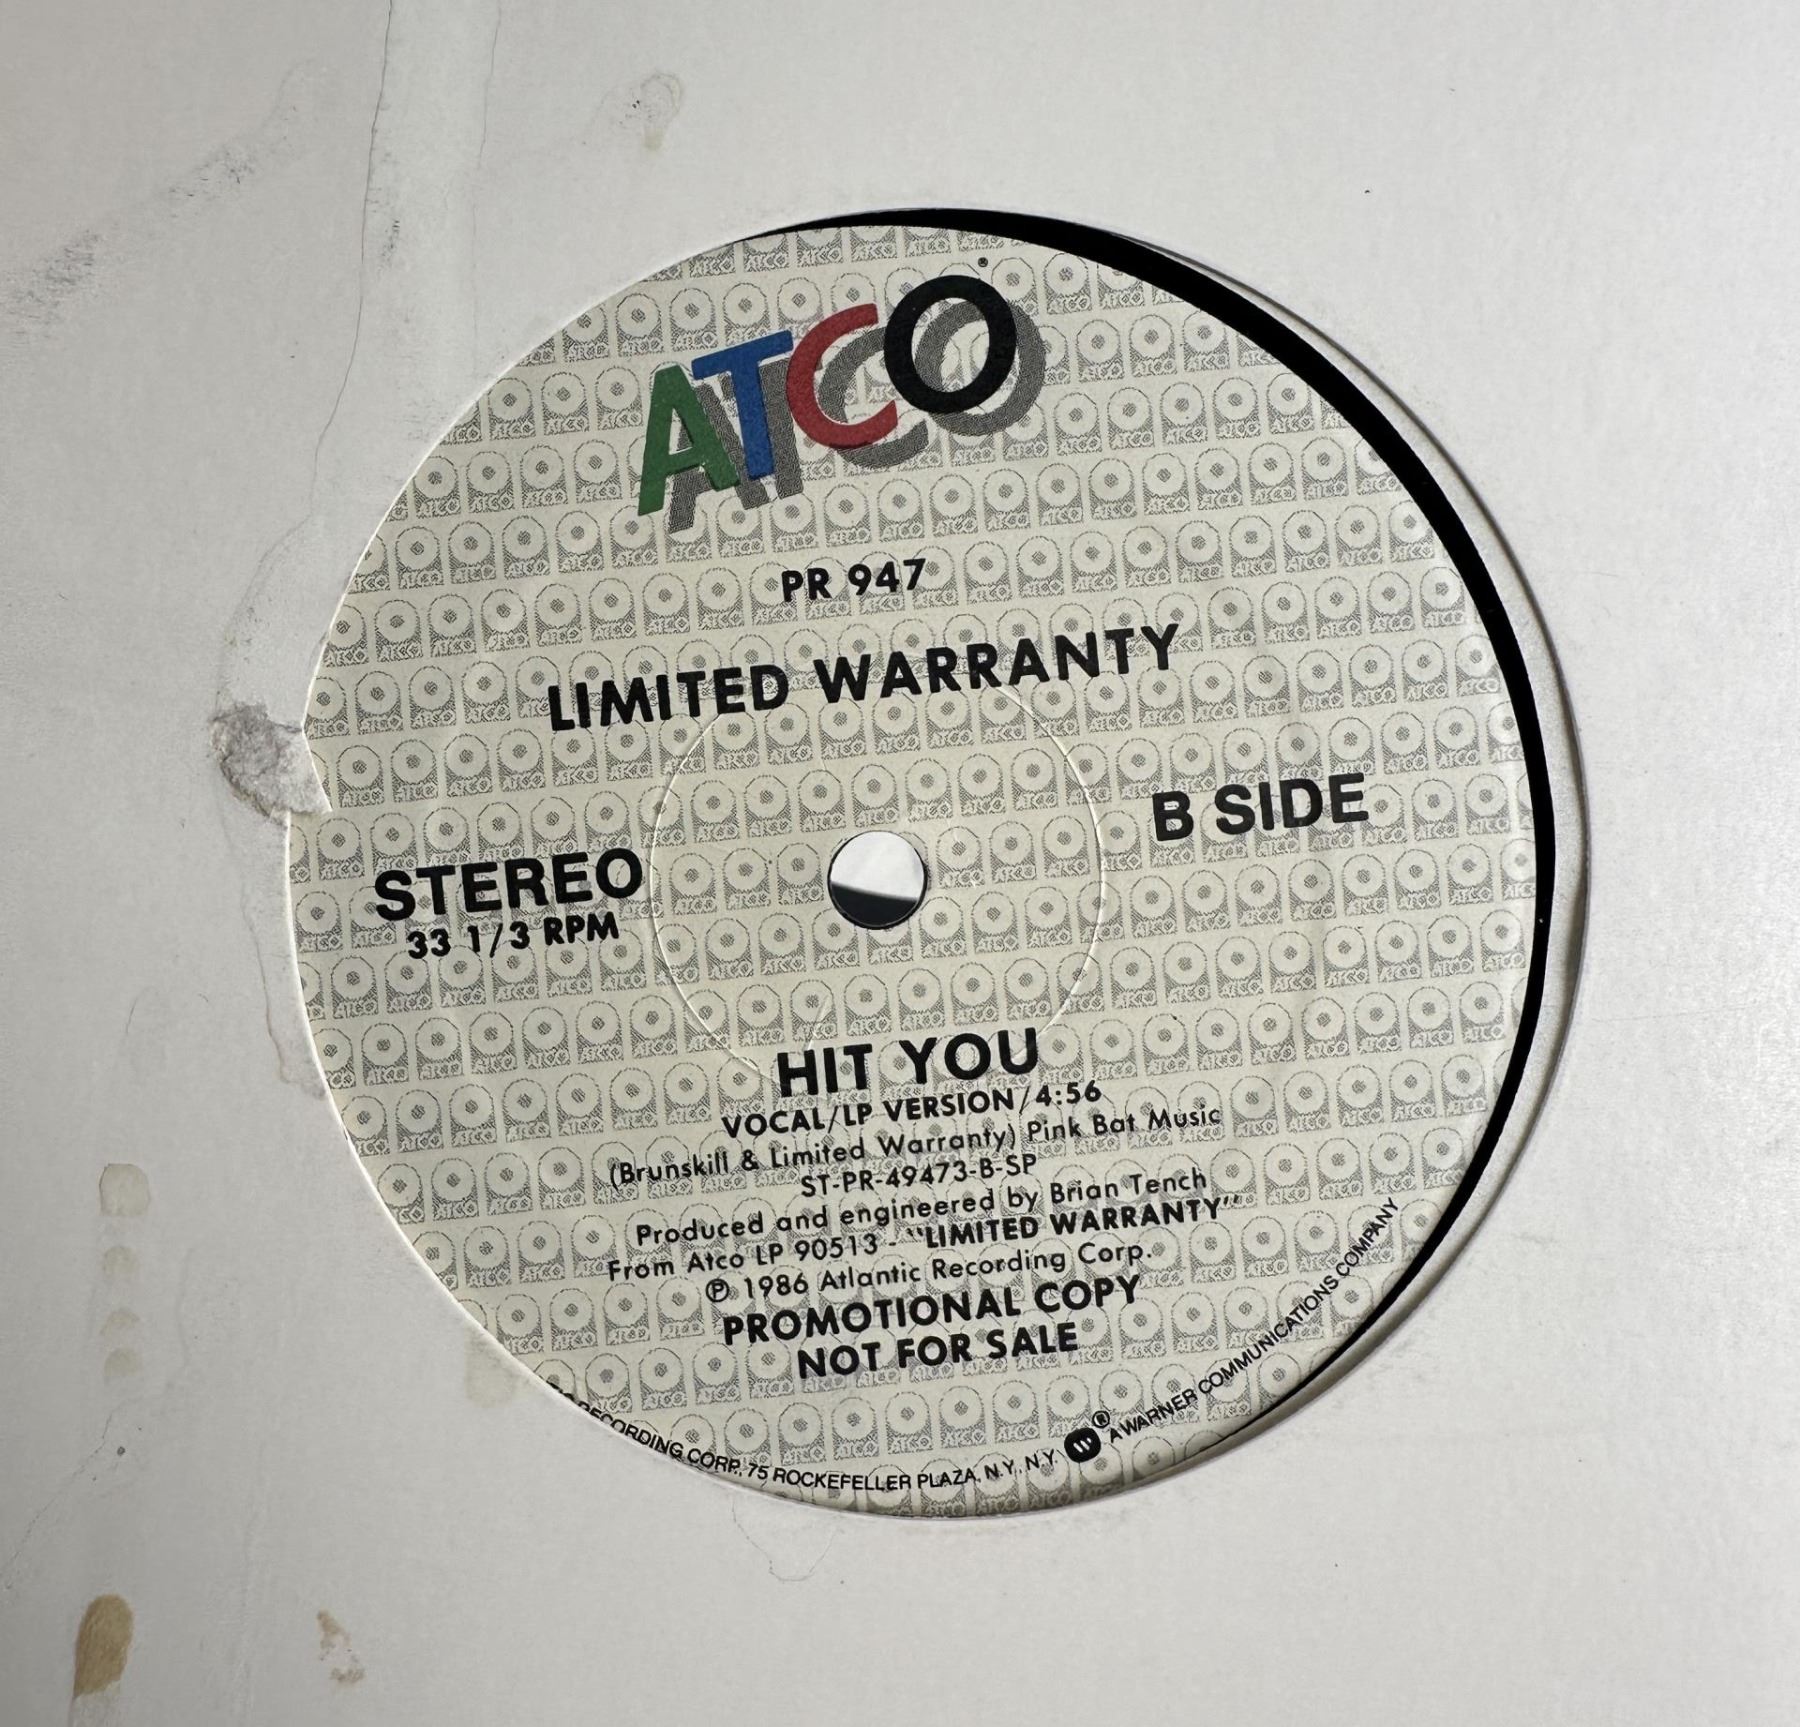 ATCO®
PR 947
LIMITED WARRANTY
B SIDE
STEREO
33 1/3 RPM
HIT YOU
VOCAL/LP VERSION/4:56
(Brunskill & Limited Warranty) Pink Bat Music
ST-PR-49473-B-SP
Produced and engineered by Brian Tench
From Atco LP 90513 - "LIMITED WARRANTY"
℗ 1986 Atlantic Recording Corp.
PROMOTIONAL COPY
NOT FOR SALE
RECORDING CORP., 75 ROCKEFELLER PLAZA, N.Y., N.Y. ® A WARNER COMMUNICATIONS COMPANY